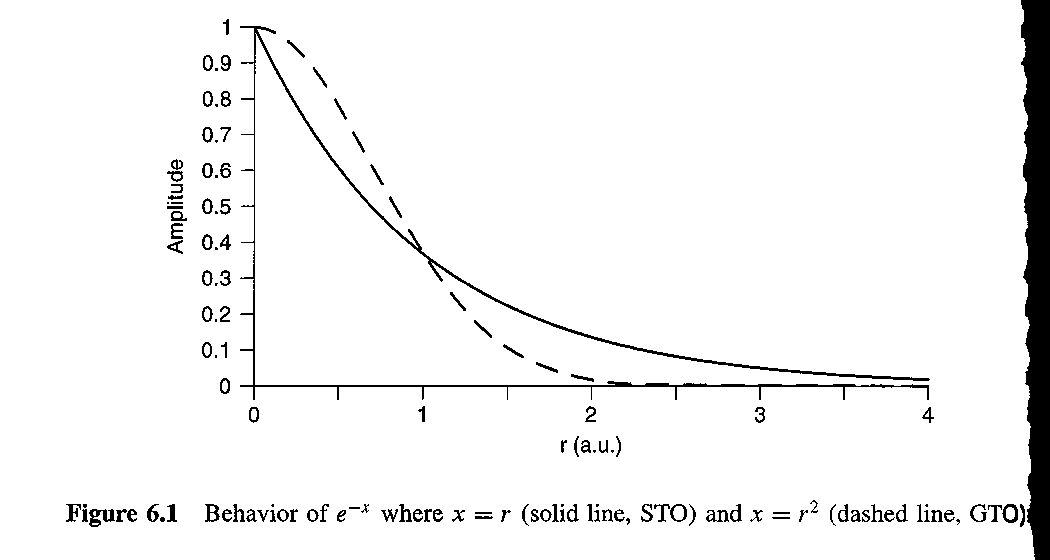 1
0.9
0.8
0.7
0.6
0.5
0.4
0.3
0.2
0.1
0
Amplitude
0 1 2 3 4
r (a.u.)
Figure 6.1 Behavior of e⁻ˣ where x = r (solid line, STO) and x = r² (dashed line, GTO)